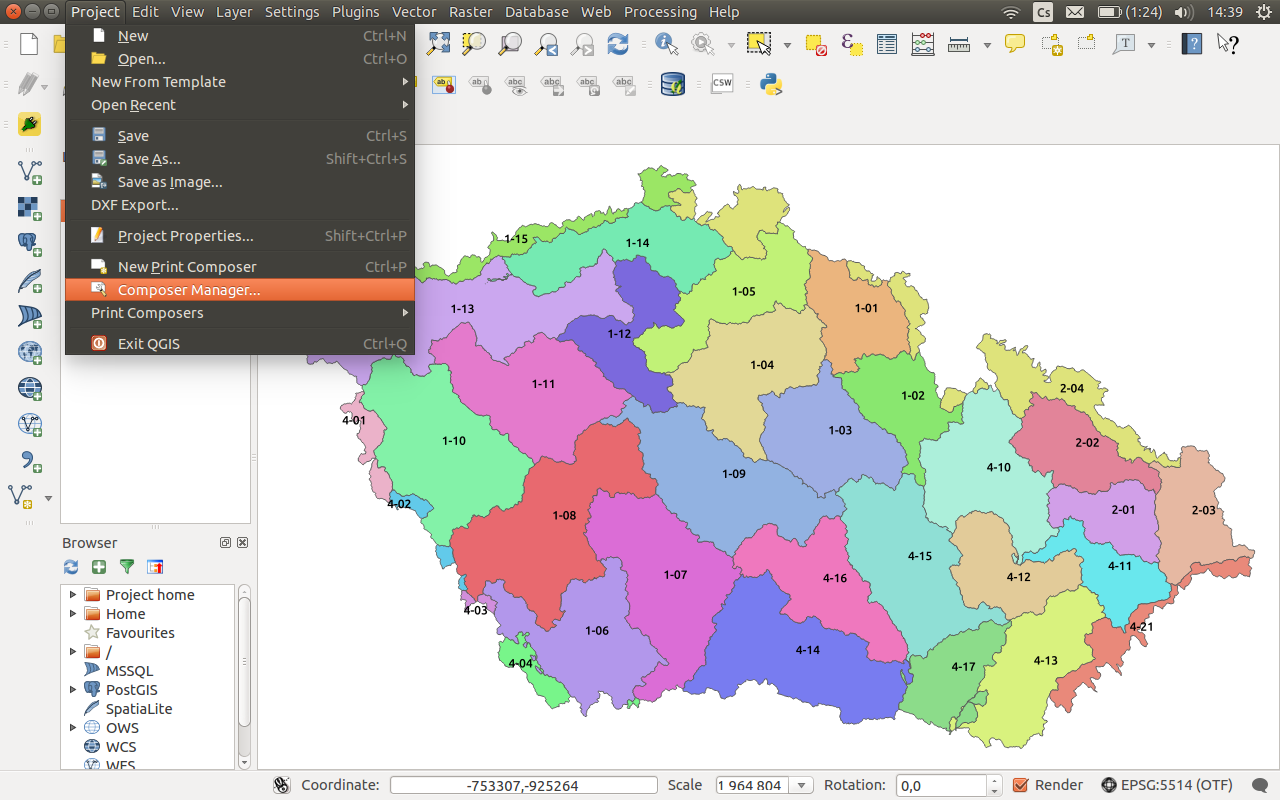 Project Edit View Layer Settings Plugins Vector Raster Database Web Processing Help
Cs (1:24) 14:39
New Ctrl+N
Open... Ctrl+O
New From Template
Open Recent
Save Ctrl+S
Save As... Shift+Ctrl+S
Save as Image...
DXF Export...
Project Properties... Shift+Ctrl+P
New Print Composer Ctrl+P
Composer Manager...
Print Composers
Exit QGIS Ctrl+Q
T
ab abc abc abc abc abc CSW
1-15
1-14
1-05
1-13
1-01
1-12
1-04
1-11
2-04
1-02
4-01
1-03
1-10
2-02
4-10
1-09
4-02
2-01
2-03
1-08
4-15
4-11
1-07
4-16
4-12
4-03
4-21
1-06
4-14
4-04
4-13
4-17
Browser
Project home
Home
Favourites
/
MSSQL
PostGIS
SpatiaLite
OWS
WCS
WFS
Coordinate: -753307,-925264 Scale 1 964 804 Rotation: 0,0 Render EPSG:5514 (OTF)